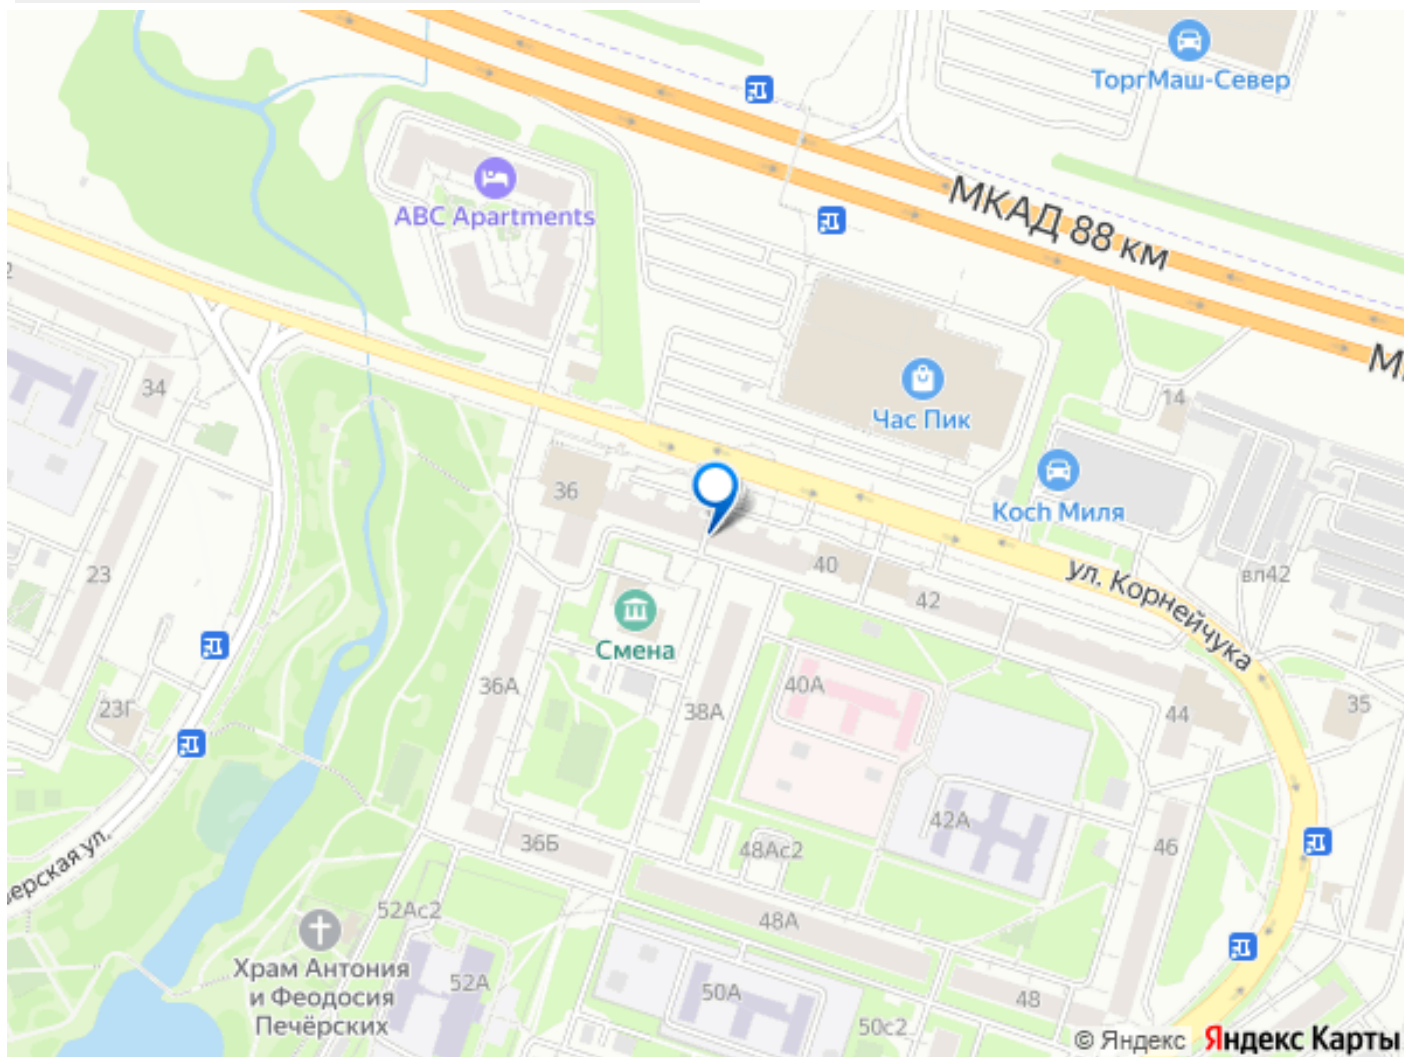 ТоргМаш-Север
ABC Apartments
МКАД 88 км
М
34
Час Пик
14
36
Koch Миля
40
вл42
ул. Корнейчука
23
42
Смена
36А
40А
38А
23Г
44
35
42А
46
36Б
48Ас2
ерская ул.
52Ас2
48А
Храм Антония
и Феодосия
Печёрских
52А
50А
48
50с2
© Яндекс Яндекс Карты